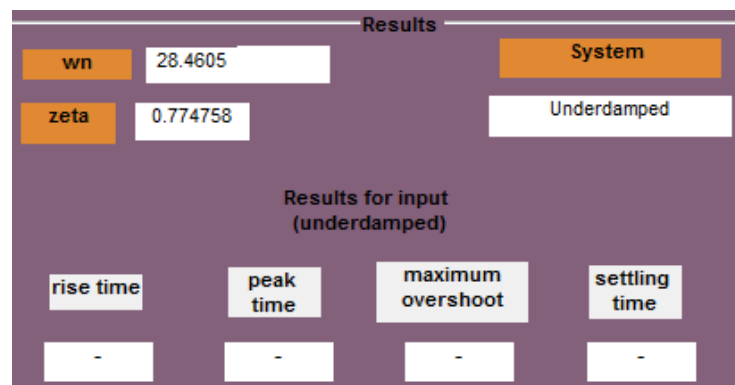 Results
wn 28.4605 System
zeta 0.774758 Underdamped
Results for input
(underdamped)
rise time peak time maximum overshoot settling time
- - - -